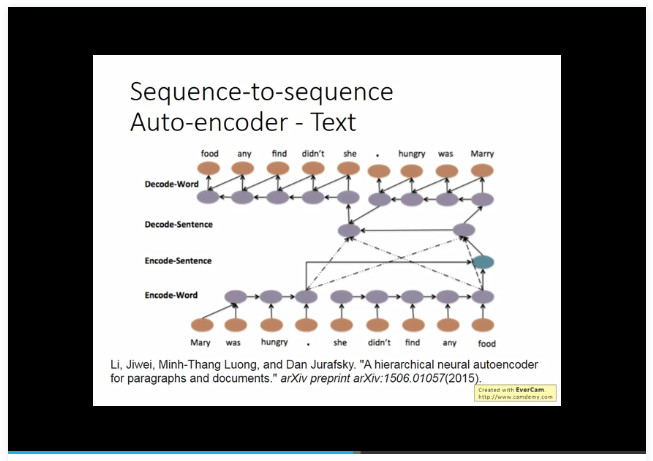 Sequence-to-sequence
Auto-encoder - Text
food any find didn't she . hungry was Marry
Decode-Word
Decode-Sentence
Encode-Sentence
Encode-Word
Mary was hungry . she didn't find any food
Li, Jiwei, Minh-Thang Luong, and Dan Jurafsky. "A hierarchical neural autoencoder
for paragraphs and documents." arXiv preprint arXiv:1506.01057(2015).
Created with EverCam.
http://www.camdemy.com